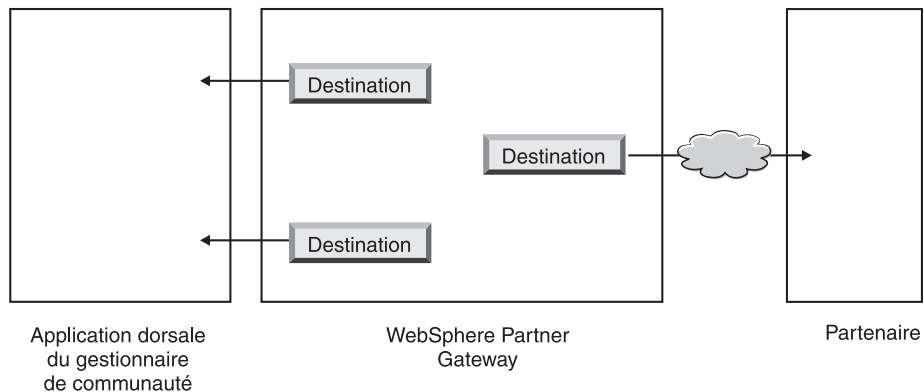 Destination
Destination
Destination
Application dorsale
du gestionnaire
de communauté
WebSphere Partner
Gateway
Partenaire